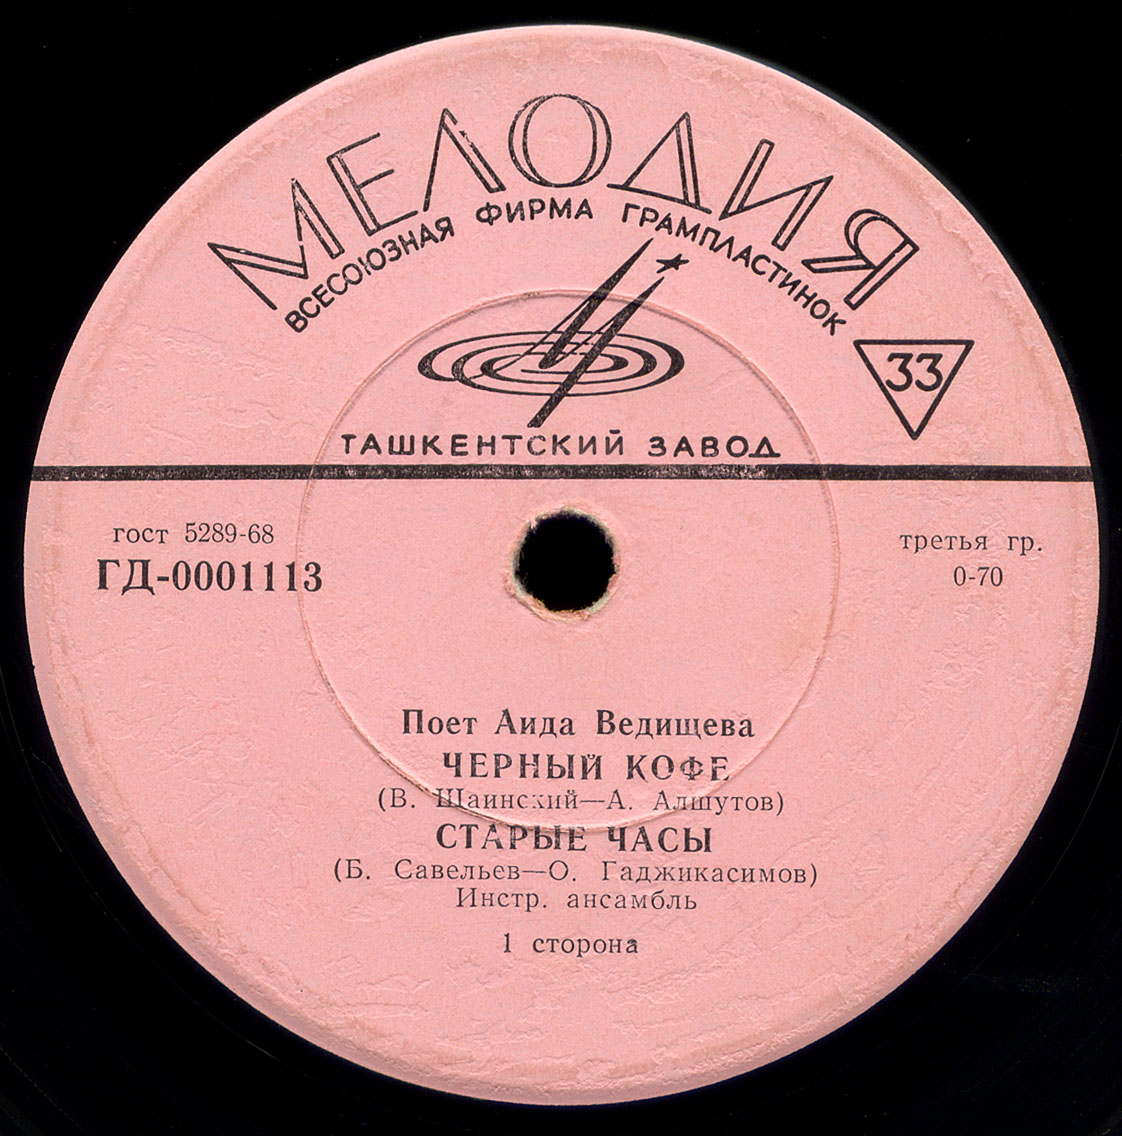 МЕЛОДИЯ
ВСЕСОЮЗНАЯ ФИРМА ГРАМПЛАСТИНОК
33
ТАШКЕНТСКИЙ ЗАВОД
гост 5289-68
ГД-0001113
третья гр.
0-70
Поет Аида Ведищева
ЧЕРНЫЙ КОФЕ
(В. Шаинский—А. Алшутов)
СТАРЫЕ ЧАСЫ
(Б. Савельев—О. Гаджикасимов)
Инстр. ансамбль
1 сторона